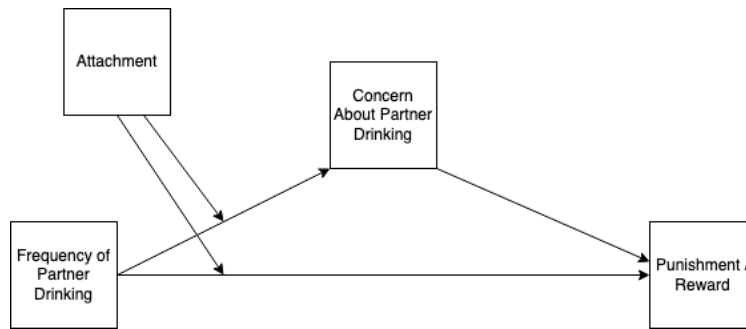 Attachment
Concern
About Partner
Drinking
Frequency of
Partner
Drinking
Punishment /
Reward